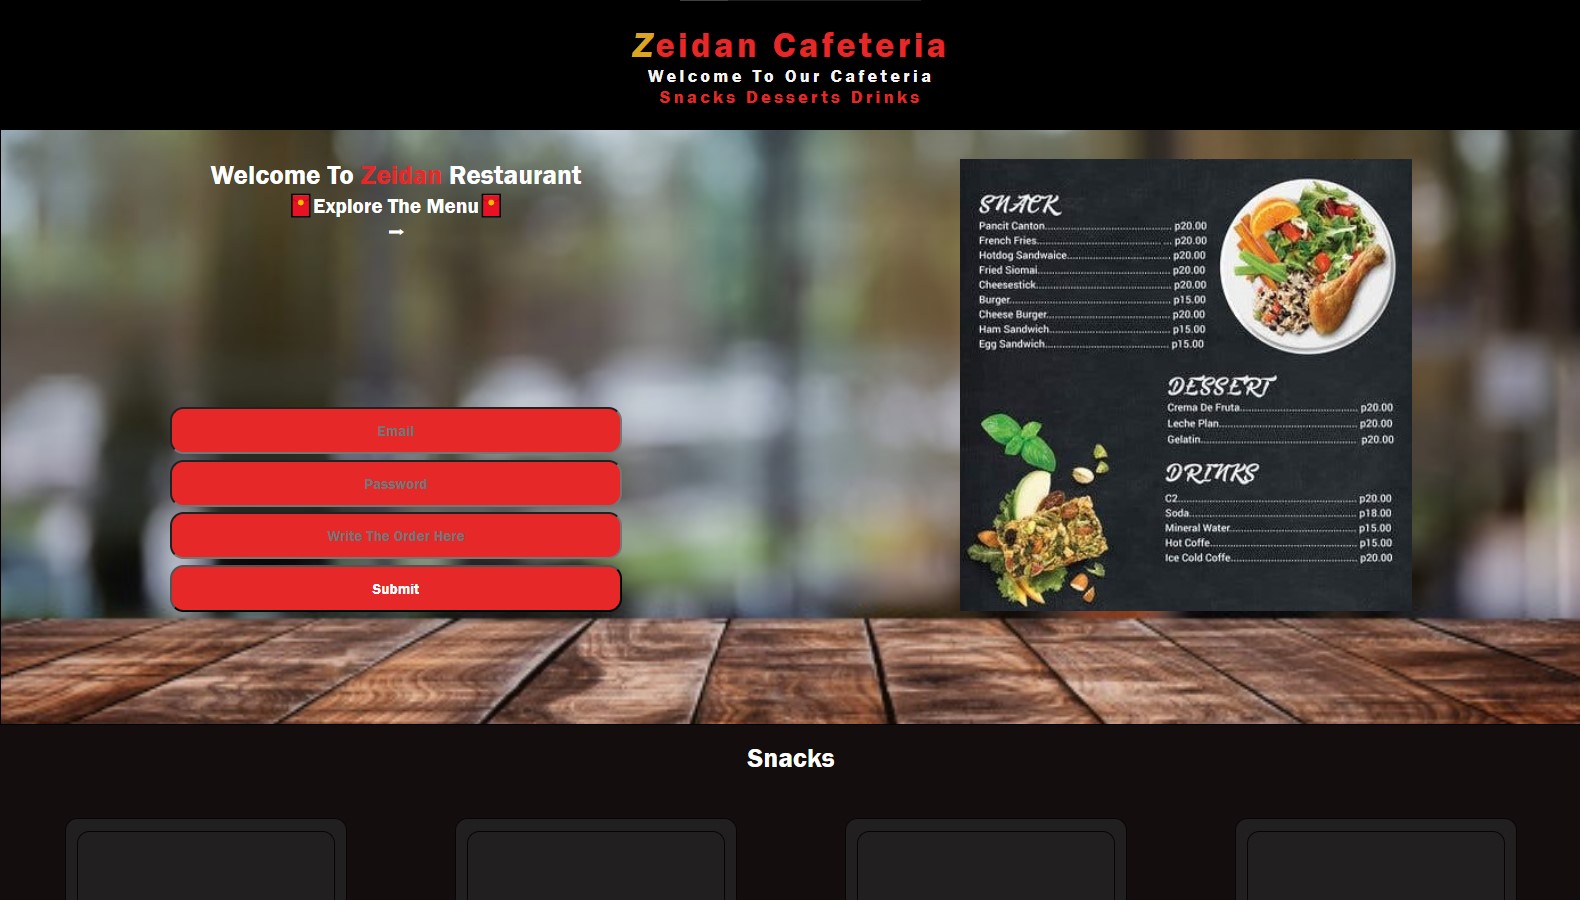 Zeidan Cafeteria
Welcome To Our Cafeteria
Snacks Desserts Drinks
Welcome To Zeidan Restaurant
Explore The Menu
Email
Password
Write The Order Here
Submit
SNACK
Pancit Canton................................................ p20.00
French Fries................................................ ... p20.00
Hotdog Sandwaice....................................... p20.00
Fried Siomai.................................................. p20.00
Cheesestick................................................... p20.00
Burger............................................................. p15.00
Cheese Burger............................................... p20.00
Ham Sandwich.............................................. p15.00
Egg Sandwich............................................... p15.00
DESSERT
Crema De Fruta............................................ p20.00
Leche Plan.................................................... p20.00
Gelatin........................................................... p20.00
DRINKS
C2.................................................................... p20.00
Soda................................................................ p18.00
Mineral Water................................................ p15.00
Hot Coffe........................................................ p15.00
Ice Cold Coffe................................................ p20.00
Snacks